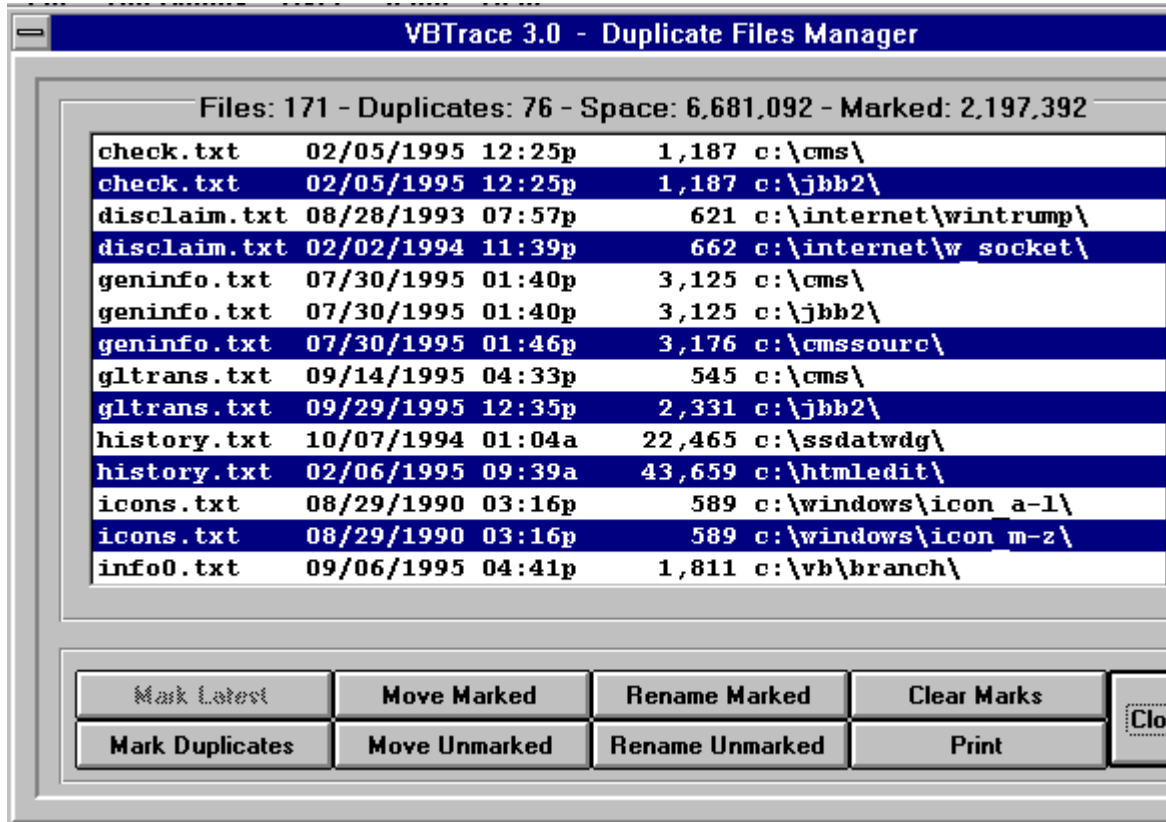 VBTrace 3.0 - Duplicate Files Manager
Files: 171 - Duplicates: 76 - Space: 6,681,092 - Marked: 2,197,392
check.txt 02/05/1995 12:25p 1,187 c:\cms\
check.txt 02/05/1995 12:25p 1,187 c:\jbb2\
disclaim.txt 08/28/1993 07:57p 621 c:\internet\wintrump\
disclaim.txt 02/02/1994 11:39p 662 c:\internet\w_socket\
geninfo.txt 07/30/1995 01:40p 3,125 c:\cms\
geninfo.txt 07/30/1995 01:40p 3,125 c:\jbb2\
geninfo.txt 07/30/1995 01:46p 3,176 c:\cmssourc\
gltrans.txt 09/14/1995 04:33p 545 c:\cms\
gltrans.txt 09/29/1995 12:35p 2,331 c:\jbb2\
history.txt 10/07/1994 01:04a 22,465 c:\ssdatwdg\
history.txt 02/06/1995 09:39a 43,659 c:\htmledit\
icons.txt 08/29/1990 03:16p 589 c:\windows\icon_a-l\
icons.txt 08/29/1990 03:16p 589 c:\windows\icon_m-z\
info0.txt 09/06/1995 04:41p 1,811 c:\vb\branch\
Mark Latest Move Marked Rename Marked Clear Marks
Clo
Mark Duplicates Move Unmarked Rename Unmarked Print